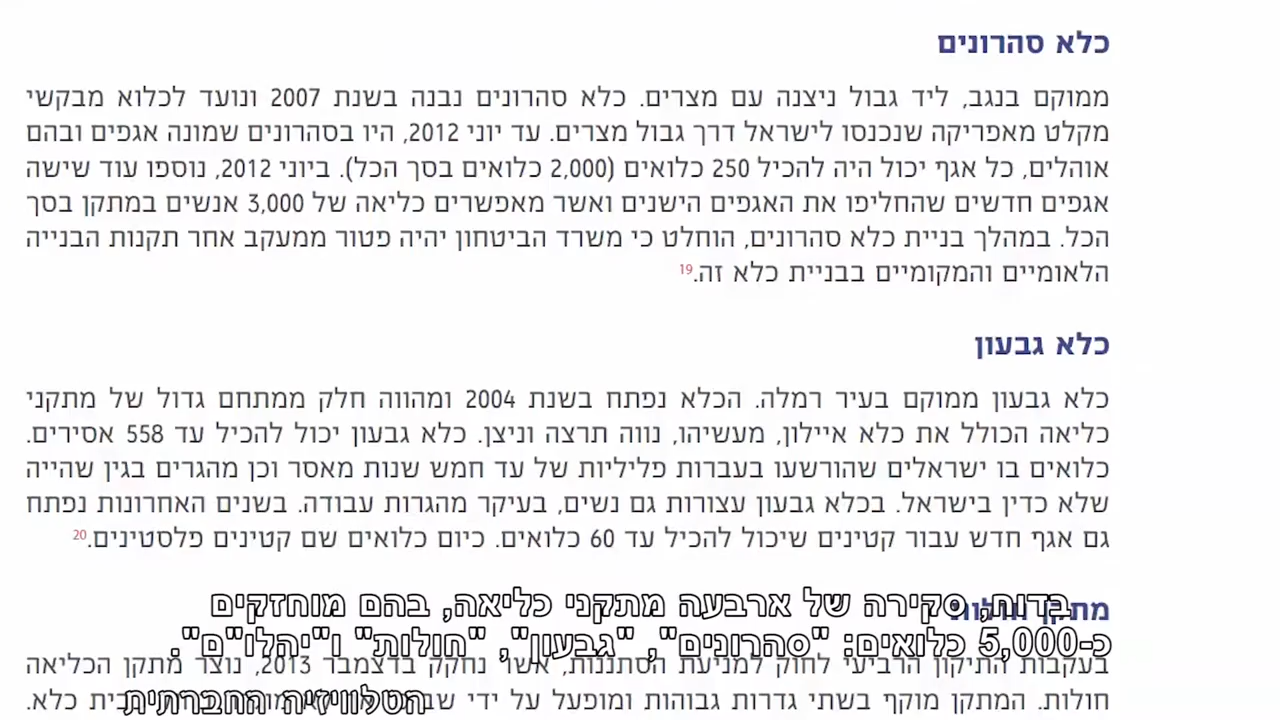 כלא סהרונים
ממוקם בנגב, ליד גבול ניצנה עם מצרים. כלא סהרונים נבנה בשנת 2007 ונועד לכלוא מבקשי
מקלט מאפריקה שנכנסו לישראל דרך גבול מצרים. עד יוני 2012, היו בסהרונים שמונה אגפים ובהם
אוהלים, כל אגף יכול היה להכיל 250 כלואים (2,000 כלואים בסך הכל). ביוני 2012, נוספו עוד שישה
אגפים חדשים שהחליפו את האגפים הישנים ואשר מאפשרים כליאה של 3,000 אנשים במתקן בסך
הכל. במהלך בניית כלא סהרונים, הוחלט כי משרד הביטחון יהיה פטור ממעקב אחר תקנות הבנייה
הלאומיים והמקומיים בבניית כלא זה.19
כלא גבעון
כלא גבעון ממוקם בעיר רמלה. הכלא נפתח בשנת 2004 ומהווה חלק ממתחם גדול של מתקני
כליאה הכולל את כלא איילון, מעשיהו, נווה תרצה וניצן. כלא גבעון יכול להכיל עד 558 אסירים.
כלואים בו ישראלים שהורשעו בעברות פליליות של עד חמש שנות מאסר וכן מהגרים בגין שהייה
שלא כדין בישראל. בכלא גבעון עצורות גם נשים, בעיקר מהגרות עבודה. בשנים האחרונות נפתח
גם אגף חדש עבור קטינים שיכול להכיל עד 60 כלואים. כיום כלואים שם קטינים פלסטינים.20
מתקן חולות
בדוח, סקירה של ארבעה מתקני כליאה, בהם מוחזקים
כ-5,000 כלואים: "סהרונים", "גבעון", "חולות" ו"יהלו"ם".
בעקבות התיקון הרביעי לחוק למניעת הסתננות, אשר נחקק בדצמבר 2013, נוצר מתקן הכליאה
חולות. המתקן מוקף בשתי גדרות גבוהות ומופעל על ידי בית כלא.
הטלוויזיה החברתית